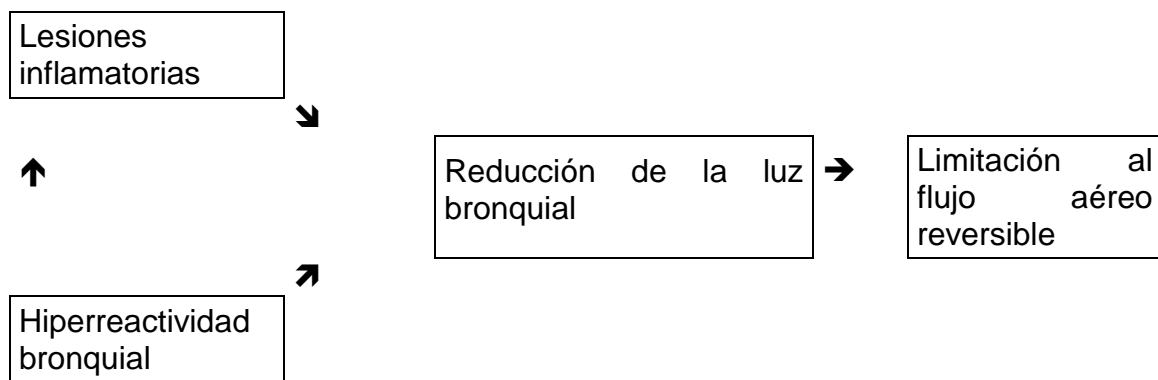 Lesiones
inflamatorias
Reducción de la luz
bronquial
Limitación al
flujo aéreo
reversible
Hiperreactividad
bronquial